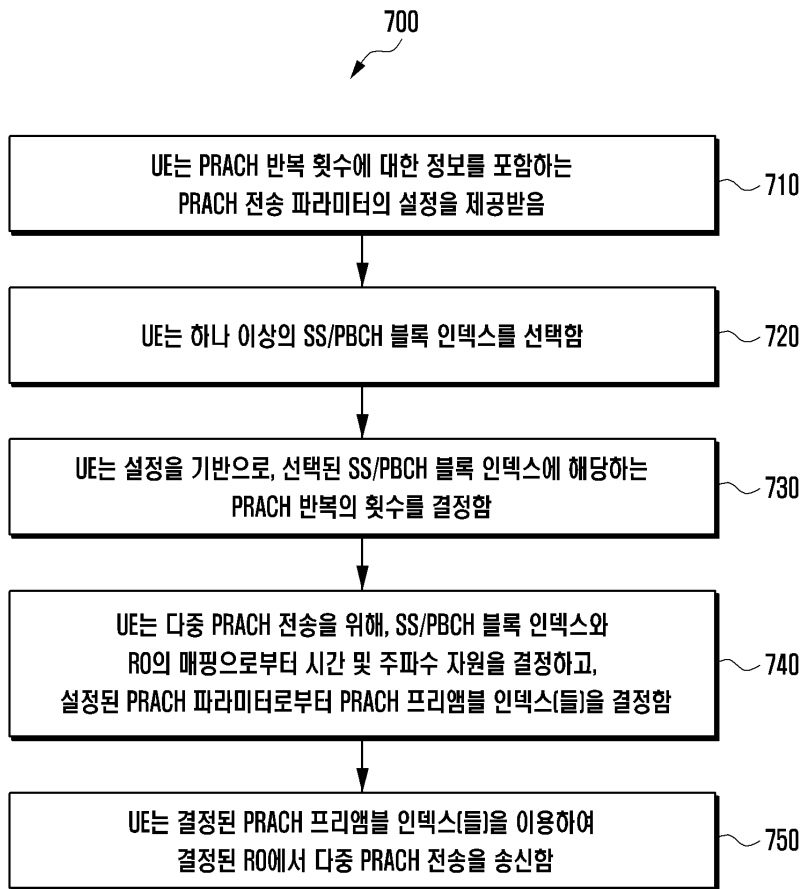 700
UE는 PRACH 반복 횟수에 대한 정보를 포함하는
PRACH 전송 파라미터의 설정을 제공받음
710
UE는 하나 이상의 SS/PBCH 블록 인덱스를 선택함
720
UE는 설정을 기반으로, 선택된 SS/PBCH 블록 인덱스에 해당하는
PRACH 반복의 횟수를 결정함
730
UE는 다중 PRACH 전송을 위해, SS/PBCH 블록 인덱스와
RO의 매핑으로부터 시간 및 주파수 자원을 결정하고,
설정된 PRACH 파라미터로부터 PRACH 프리앰블 인덱스(들)을 결정함
740
UE는 결정된 PRACH 프리앰블 인덱스(들)을 이용하여
결정된 RO에서 다중 PRACH 전송을 송신함
750